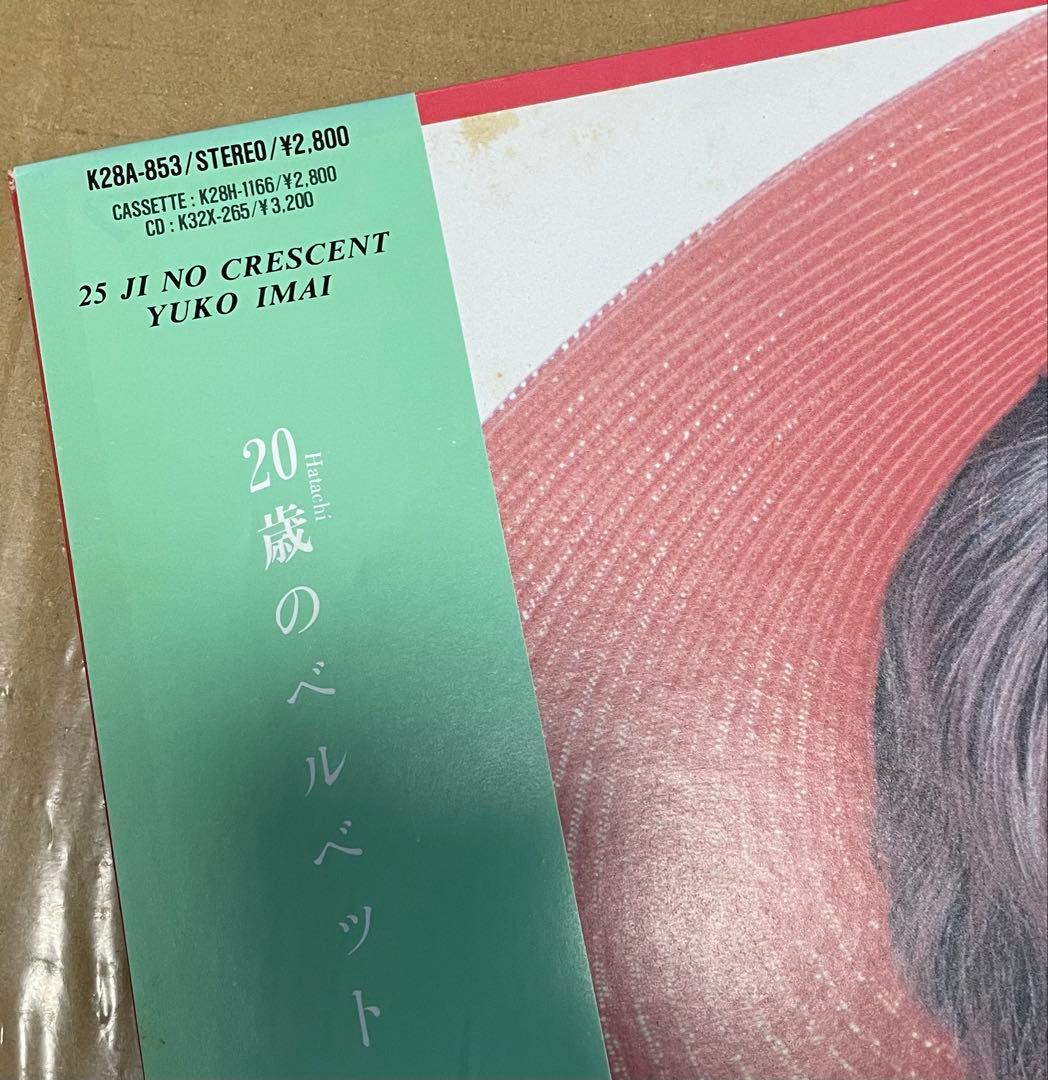 K28A-853/STEREO/¥2,800
CASSETTE : K28H-1166/¥2,800
CD : K32X-265/¥3,200
25 JI NO CRESCENT
YUKO IMAI
20歳のベルベット
Hatachi